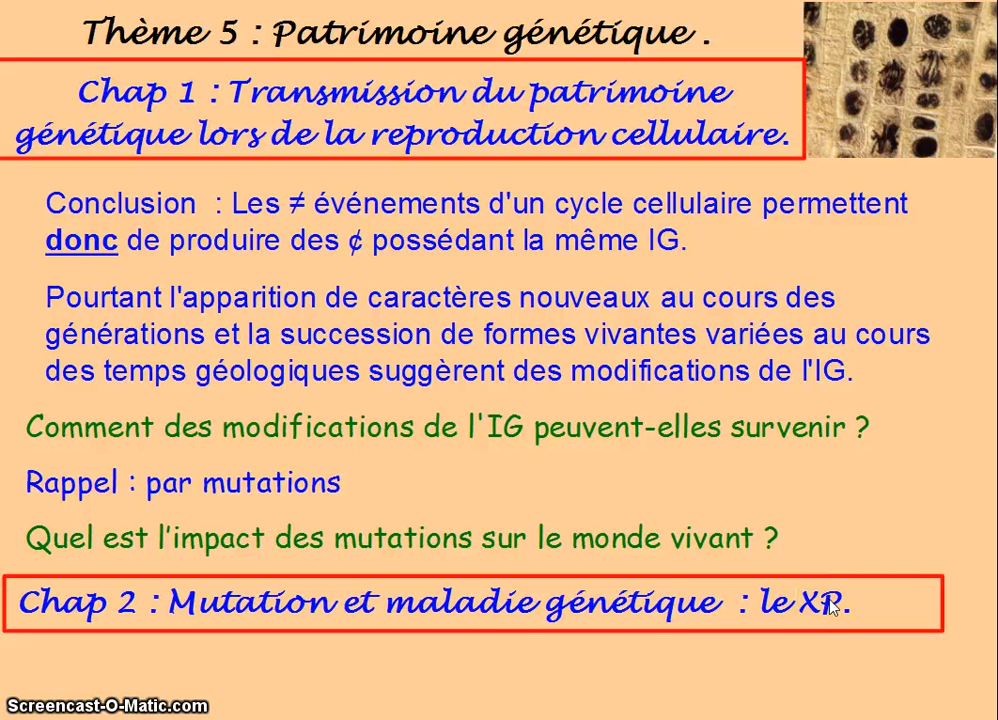 Thème 5 : Patrimoine génétique .
Chap 1 : Transmission du patrimoine
génétique lors de la reproduction cellulaire.
Conclusion : Les ≠ événements d'un cycle cellulaire permettent
donc de produire des ¢ possédant la même IG.
Pourtant l'apparition de caractères nouveaux au cours des
générations et la succession de formes vivantes variées au cours
des temps géologiques suggèrent des modifications de l'IG.
Comment des modifications de l'IG peuvent-elles survenir ?
Rappel : par mutations
Quel est l’impact des mutations sur le monde vivant ?
Chap 2 : Mutation et maladie génétique : le XP.
Screencast-O-Matic.com